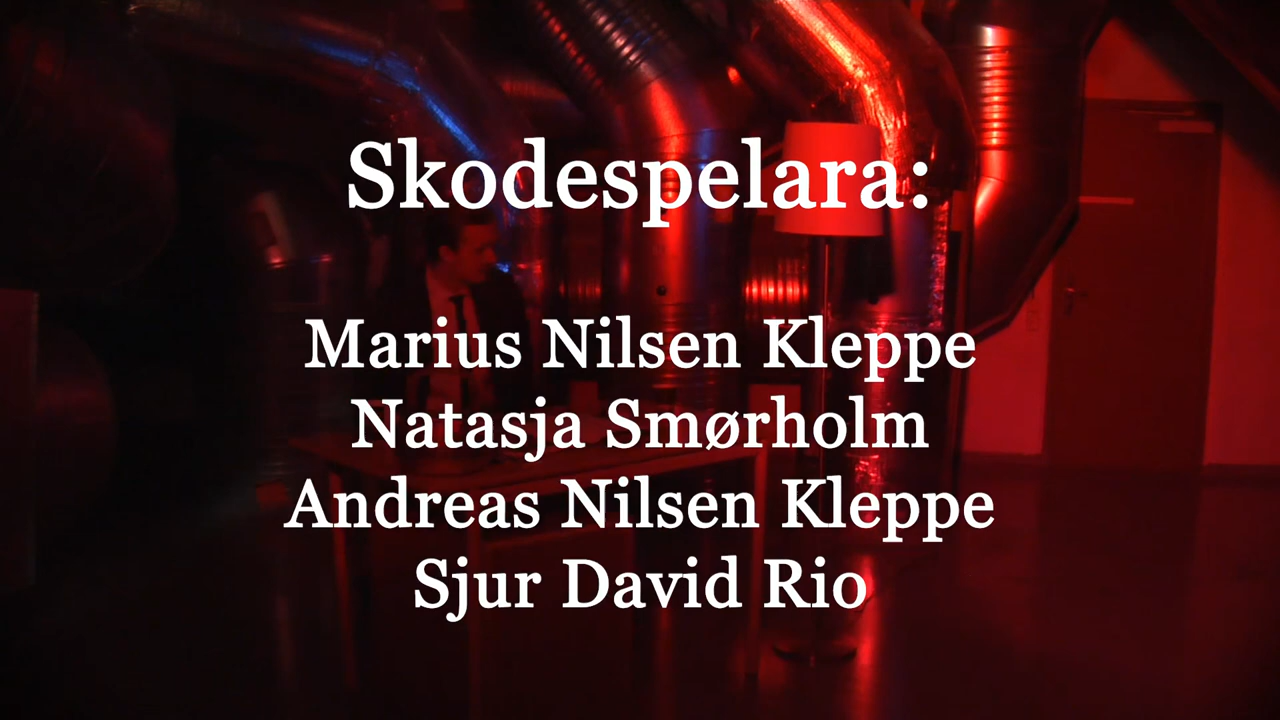 Skodespelara:
Marius Nilsen Kleppe
Natasja Smørholm
Andreas Nilsen Kleppe
Sjur David Rio